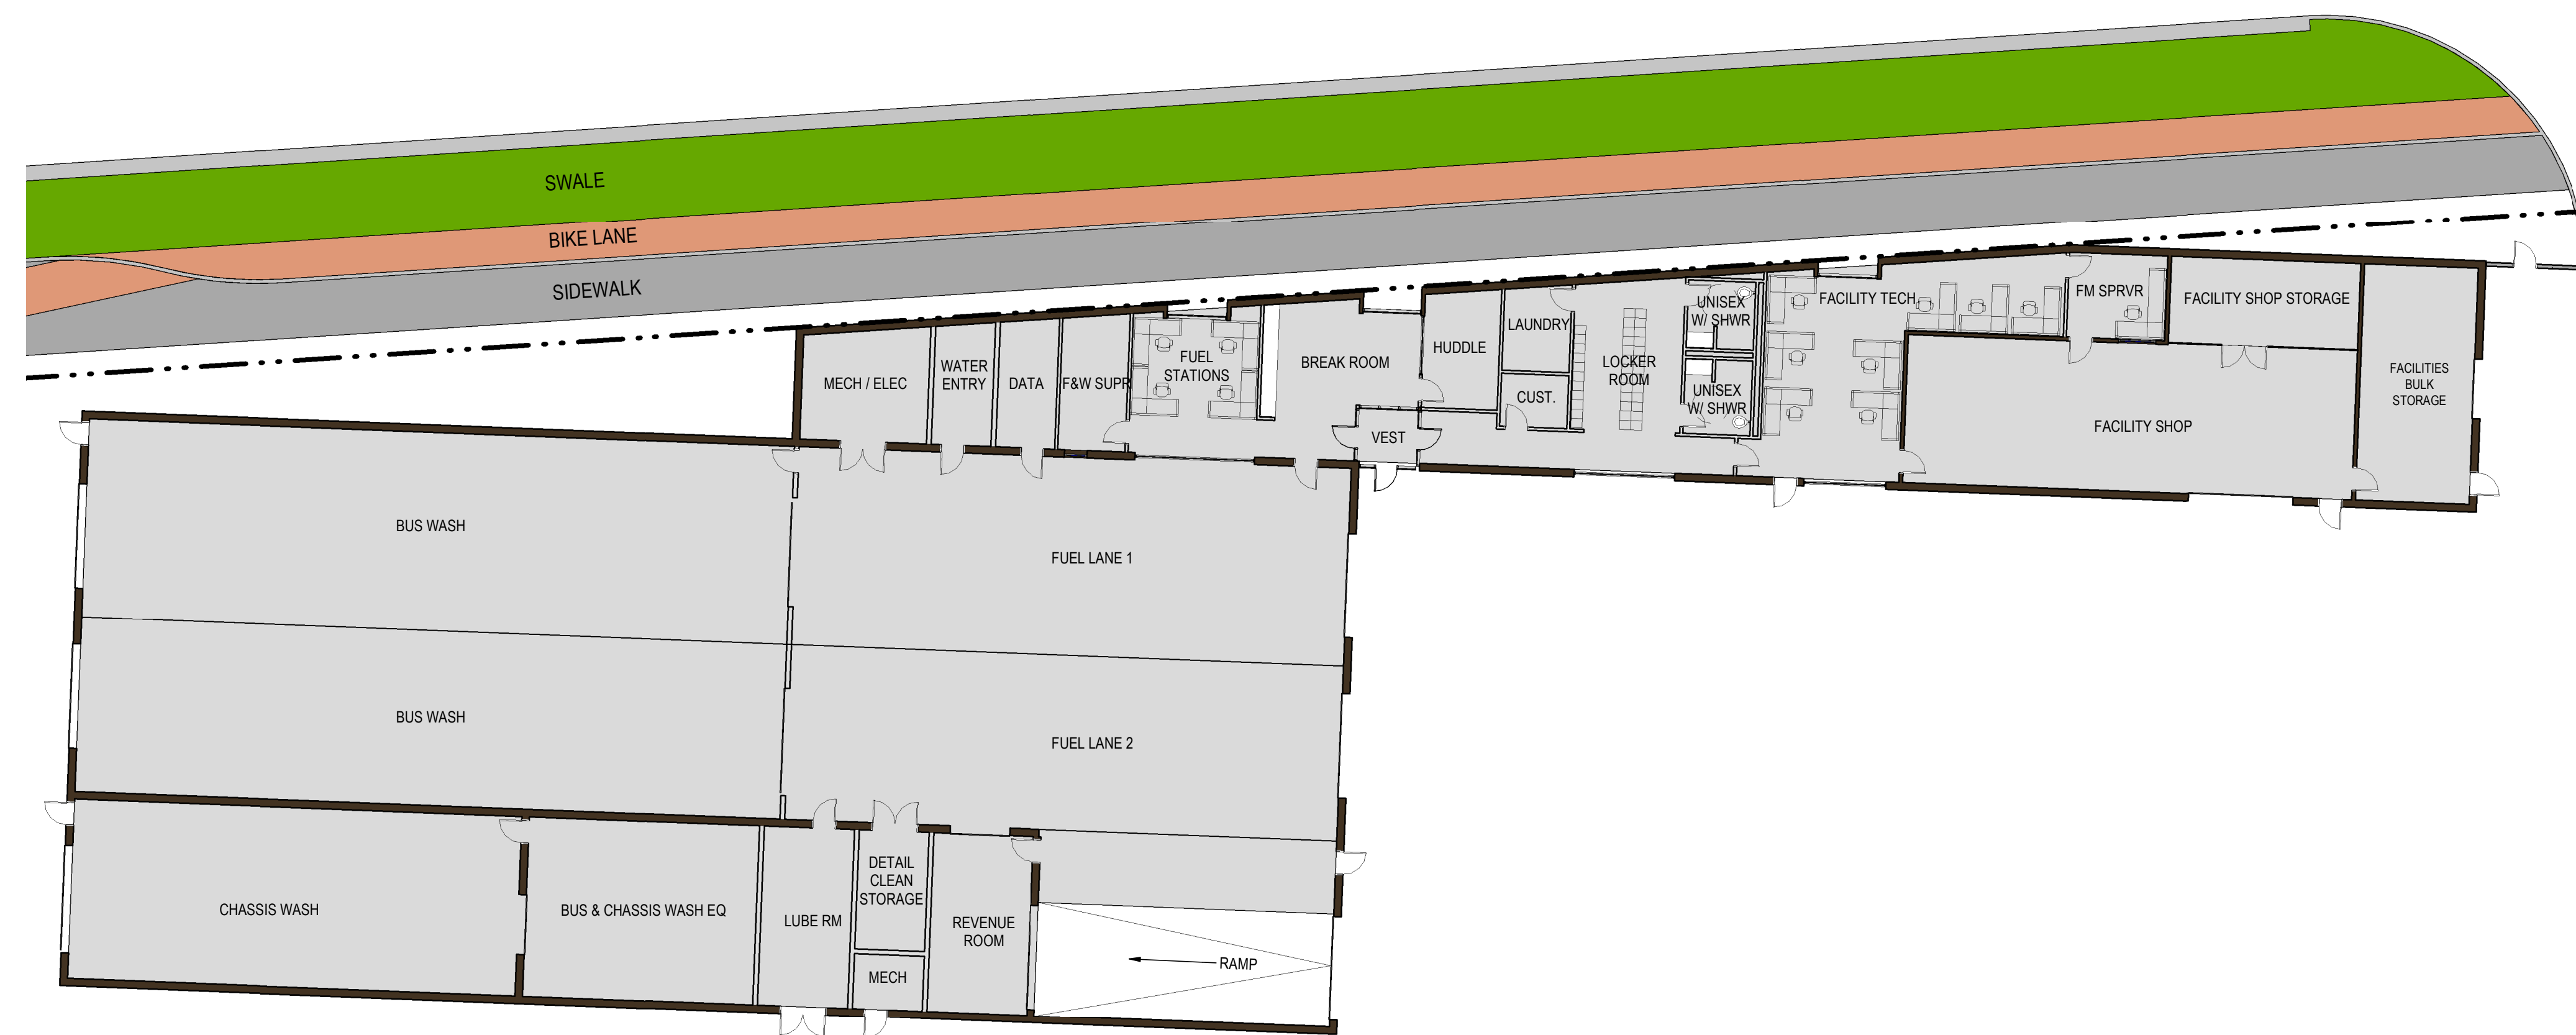 SWALE
BIKE LANE
SIDEWALK
MECH / ELEC
WATER
ENTRY
DATA
F&W SUPR
FUEL
STATIONS
BREAK ROOM
HUDDLE
LAUNDRY
CUST.
VEST
LOCKER
ROOM
UNISEX
W/ SHWR
UNISEX
W/ SHWR
FACILITY TECH
FM SPRVR
FACILITY SHOP STORAGE
FACILITY SHOP
FACILITIES
BULK
STORAGE
BUS WASH
FUEL LANE 1
BUS WASH
FUEL LANE 2
CHASSIS WASH
BUS & CHASSIS WASH EQ
LUBE RM
DETAIL
CLEAN
STORAGE
MECH
REVENUE
ROOM
RAMP